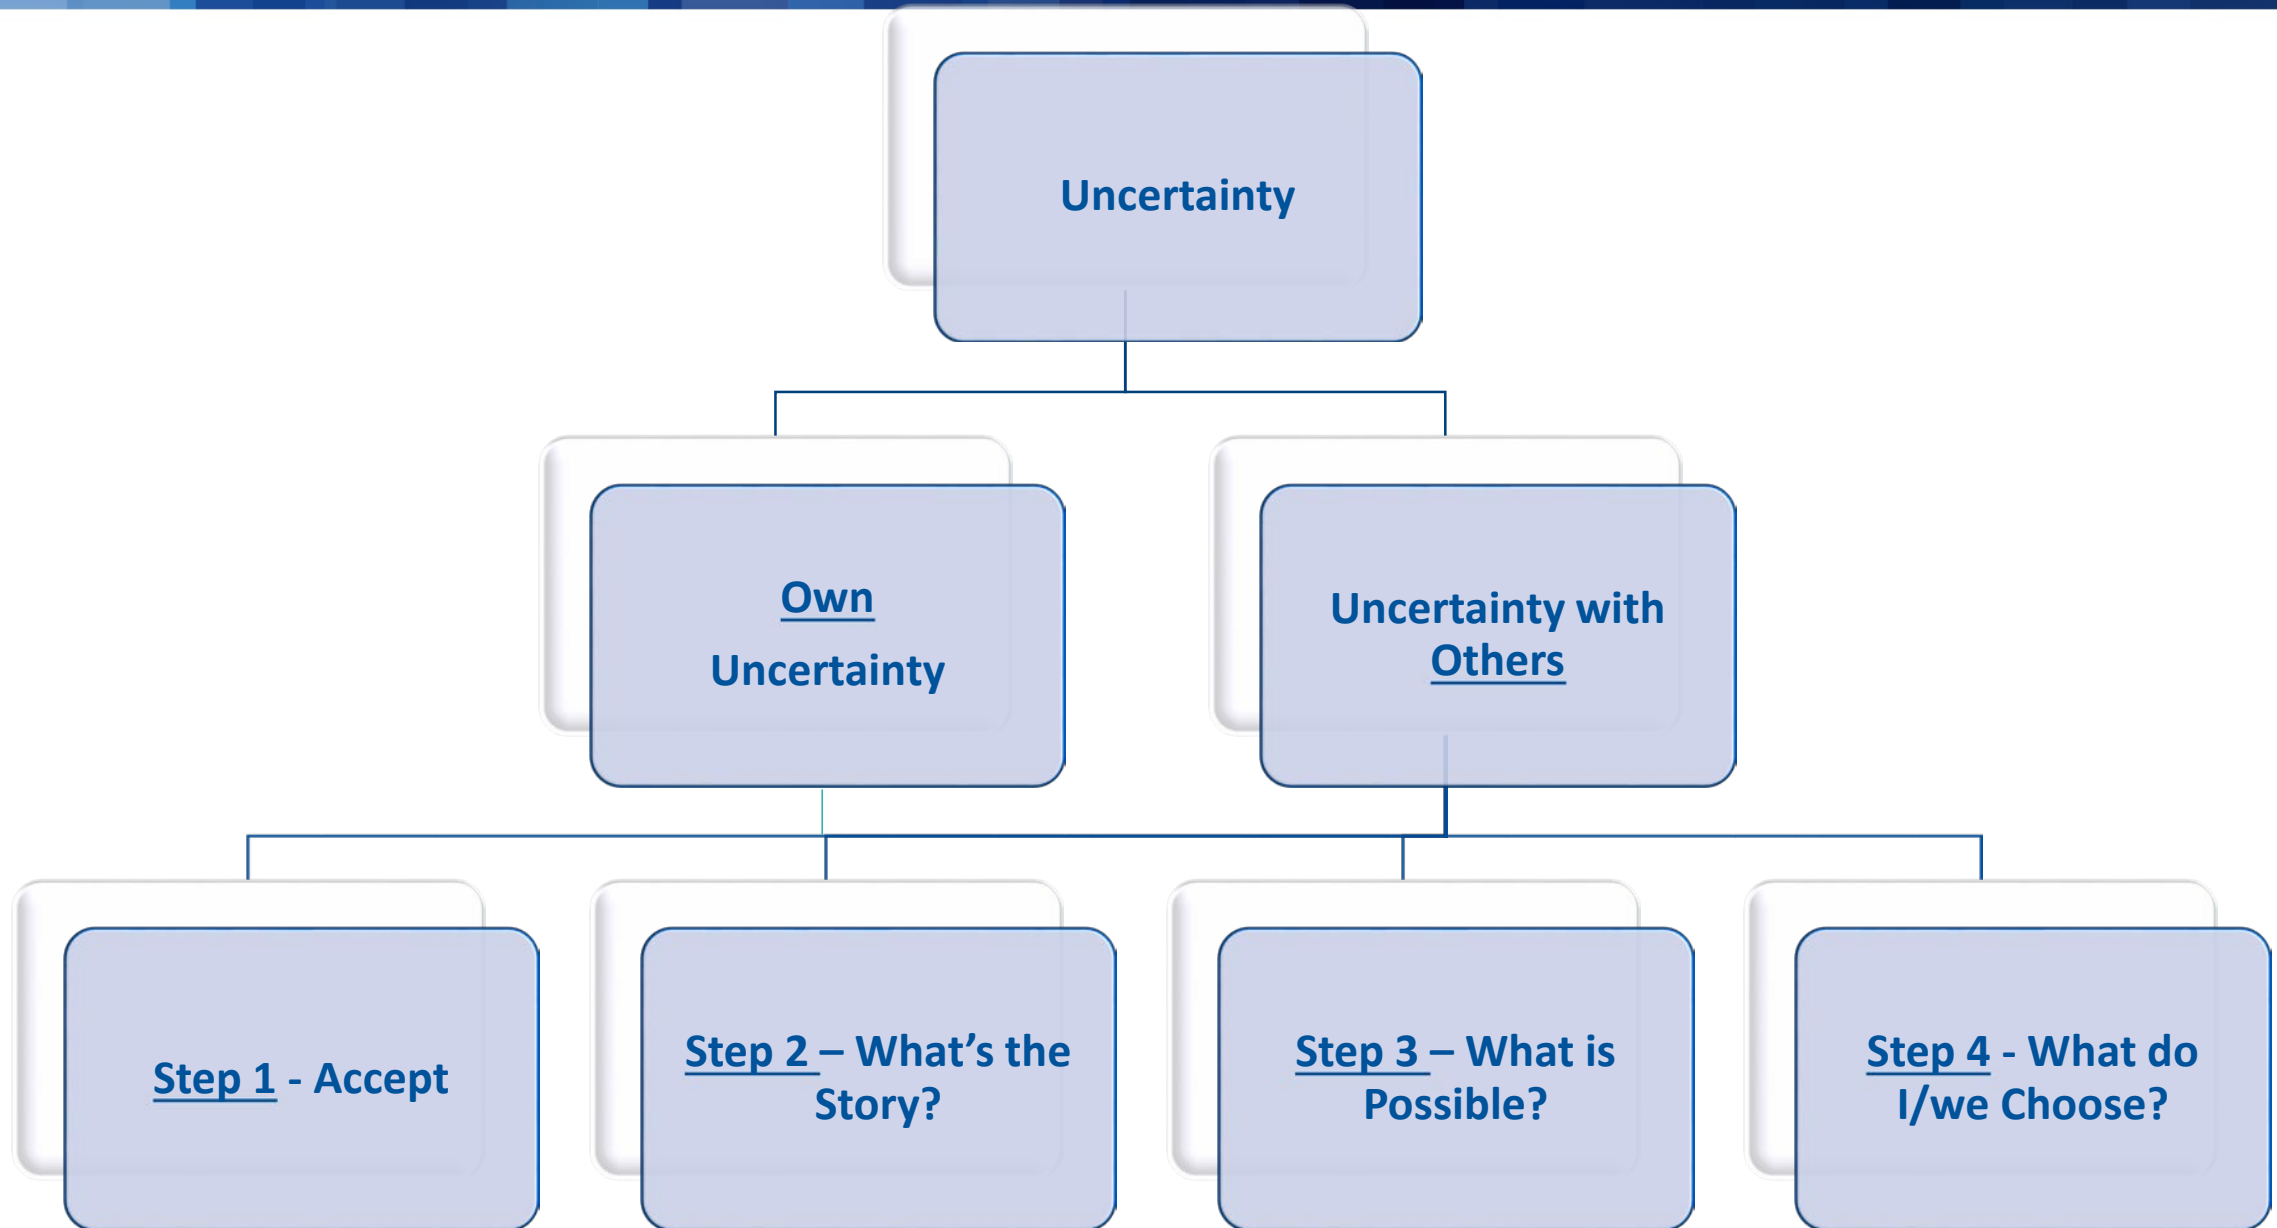 Uncertainty
Own
Uncertainty
Uncertainty with
Others
Step 1 - Accept
Step 2 – What’s the
Story?
Step 3 – What is
Possible?
Step 4 - What do
I/we Choose?